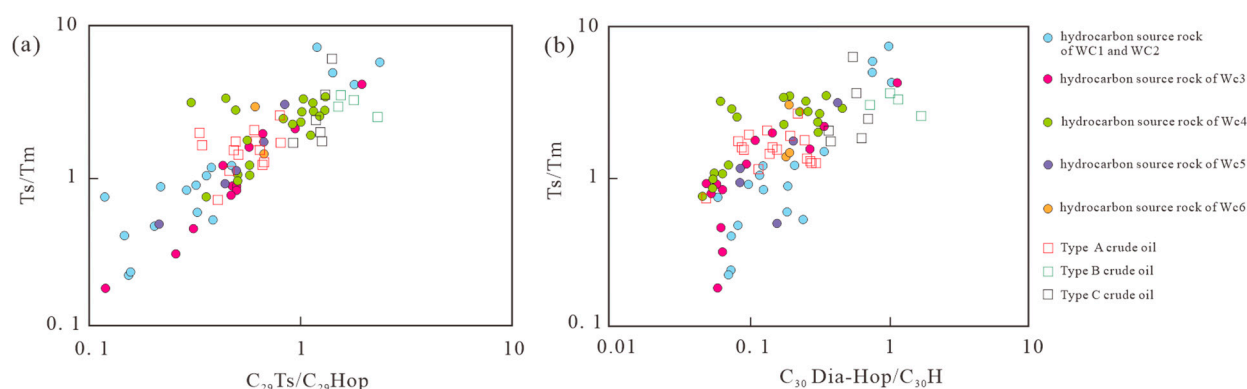 (a)
10
1
0.1
Ts/Tm
0.1
1
10
C₂₉Ts/C₂₉Hop
(b)
10
1
0.1
Ts/Tm
0.01
0.1
1
10
C₃₀ Dia-Hop/C₃₀H
hydrocarbon source rock
of WC1 and WC2
hydrocarbon source rock of Wc3
hydrocarbon source rock of Wc4
hydrocarbon source rock of Wc5
hydrocarbon source rock of Wc6
Type A crude oil
Type B crude oil
Type C crude oil